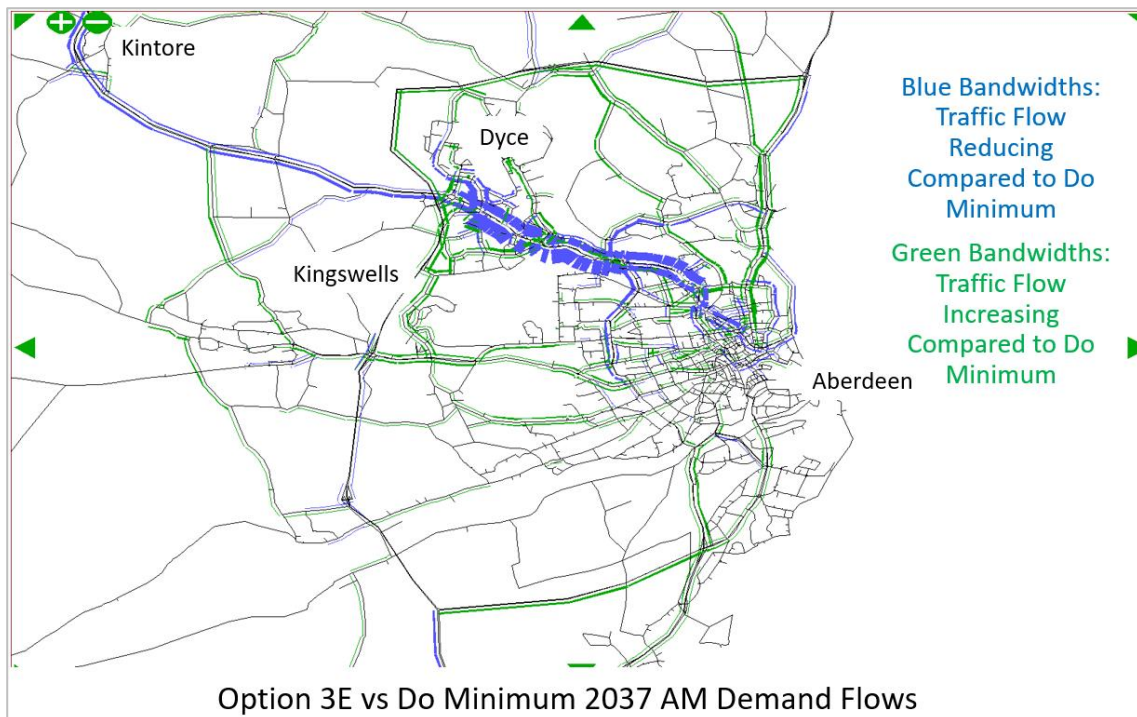 Kintore
Dyce
Kingswells
Aberdeen
Blue Bandwidths:
Traffic Flow
Reducing
Compared to Do
Minimum
Green Bandwidths:
Traffic Flow
Increasing
Compared to Do
Minimum
Option 3E vs Do Minimum 2037 AM Demand Flows